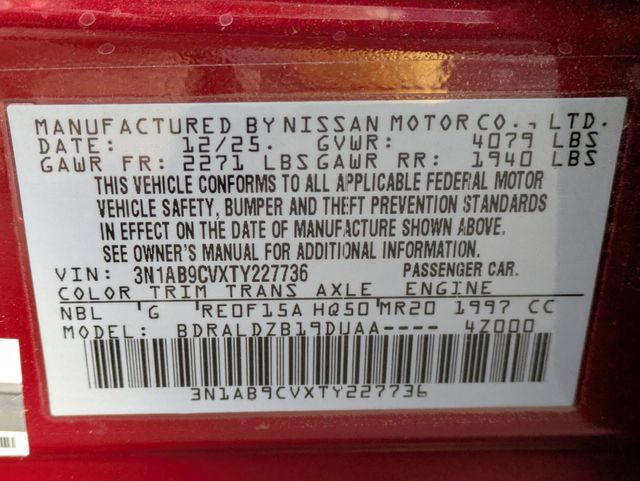 MANUFACTURED BY NISSAN MOTOR CO., LTD.
DATE: 12/25. GVWR: 4079 LBS
GAWR FR: 2271 LBS GAWR RR: 1940 LBS
THIS VEHICLE CONFORMS TO ALL APPLICABLE FEDERAL MOTOR
VEHICLE SAFETY, BUMPER AND THEFT PREVENTION STANDARDS
IN EFFECT ON THE DATE OF MANUFACTURE SHOWN ABOVE.
SEE OWNER'S MANUAL FOR ADDITIONAL INFORMATION.
VIN: 3N1AB9CVXTY227736 PASSENGER CAR.
COLOR TRIM TRANS AXLE ENGINE
NBL G RE0F15A HQ50 MR20 1997 CC
MODEL: BDRALDZB19DUAA---- 4Z000
3N1AB9CVXTY227736